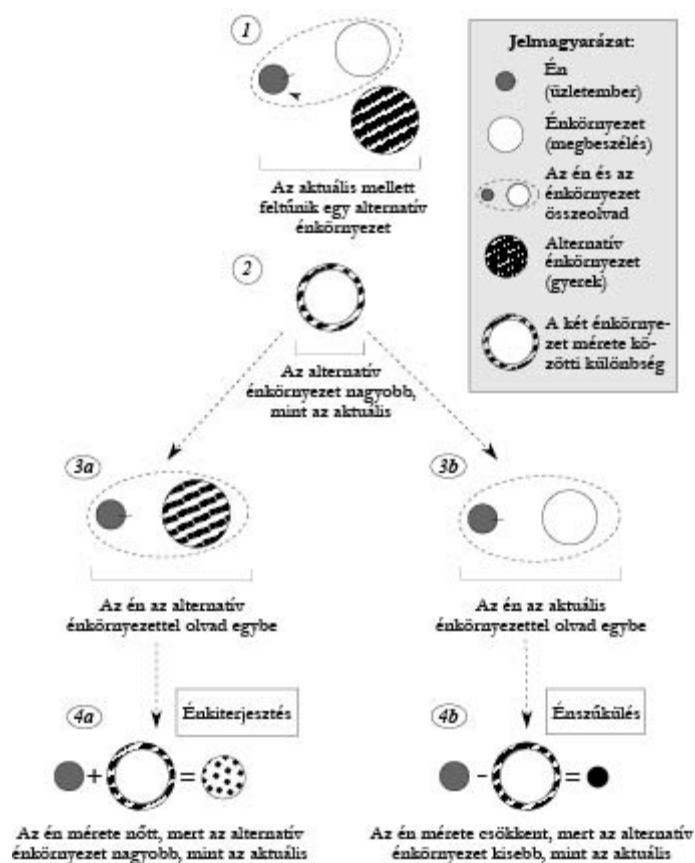 1
Az aktuális mellett
feltűnik egy alternatív
énkörnyezet
Jelmagyarázat:
Én
(üzletember)
Énkörnyezet
(megbeszélés)
Az én és az
énkörnyezet
összeolvad
Alternatív
énkörnyezet
(gyerek)
A két énkörnye-
zet mérete kö-
zötti különbség
2
Az alternatív
énkörnyezet nagyobb,
mint az aktuális
3a
Az én az alternatív
énkörnyezettel olvad egybe
3b
Az én az aktuális
énkörnyezettel olvad egybe
4a
Énkiterjesztés
+ =
Az én mérete nőtt, mert az alternatív
énkörnyezet nagyobb, mint az aktuális
4b
Énszűkülés
- =
Az én mérete csökkent, mert az alternatív
énkörnyezet kisebb, mint az aktuális